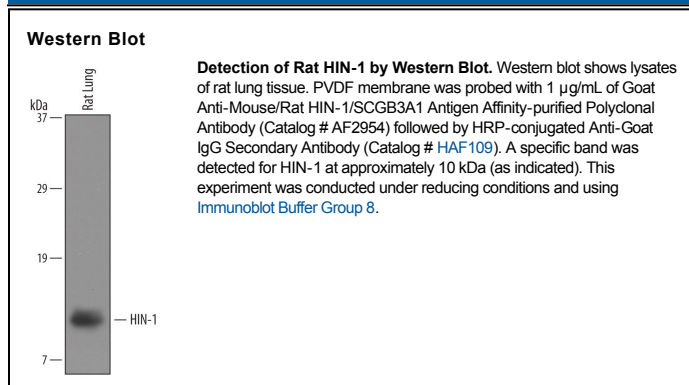 Western Blot
Rat Lung
kDa
37
29
19
HIN-1
7
Detection of Rat HIN-1 by Western Blot. Western blot shows lysates
of rat lung tissue. PVDF membrane was probed with 1 µg/mL of Goat
Anti-Mouse/Rat HIN-1/SCGB3A1 Antigen Affinity-purified Polyclonal
Antibody (Catalog # AF2954) followed by HRP-conjugated Anti-Goat
IgG Secondary Antibody (Catalog # HAF109). A specific band was
detected for HIN-1 at approximately 10 kDa (as indicated). This
experiment was conducted under reducing conditions and using
Immunoblot Buffer Group 8.